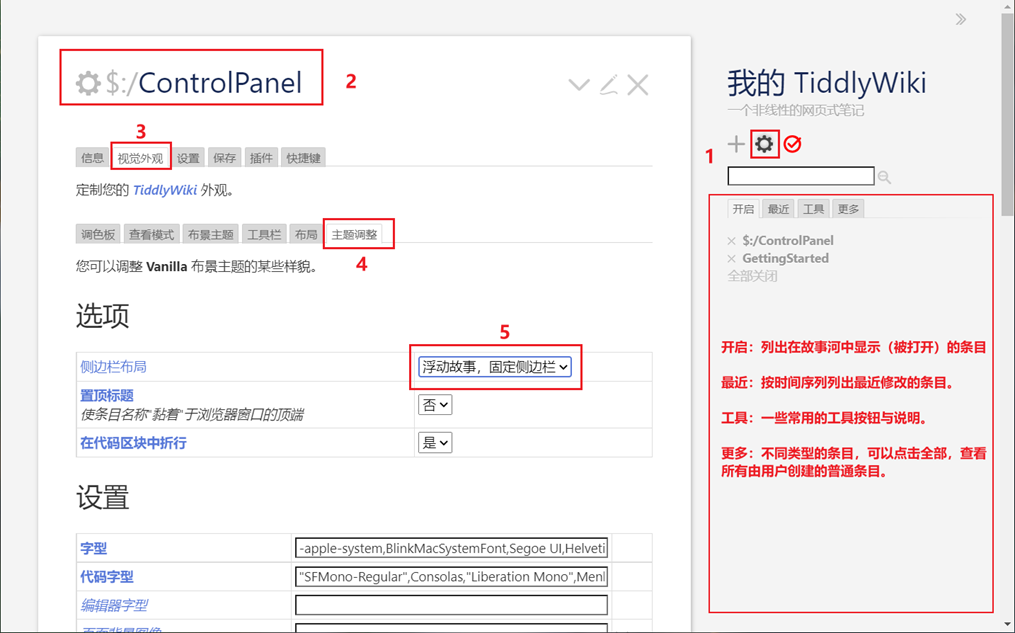 $:/ControlPanel
2
3
信息 视觉外观 设置 保存 插件 快捷键
定制您的 TiddlyWiki 外观。
调色板 查看模式 布景主题 工具栏 布局 主题调整
您可以调整 Vanilla 布景主题的某些样貌。
4
选项
5
侧边栏布局 浮动故事，固定侧边栏
置顶标题 否
使条目名称"黏着"于浏览器窗口的顶端
在代码区块中折行 是
设置
字型 -apple-system,BlinkMacSystemFont,Segoe UI,Helveti
代码字型 "SFMono-Regular",Consolas,"Liberation Mono",Menl
编辑器字型
页面背景图像
我的 TiddlyWiki
一个非线性的网页式笔记
1
开启 最近 工具 更多
× $:/ControlPanel
× GettingStarted
全部关闭
开启：列出在故事河中显示（被打开）的条目
最近：按时间序列列出最近修改的条目。
工具：一些常用的工具按钮与说明。
更多：不同类型的条目，可以点击全部，查看
所有由用户创建的普通条目。